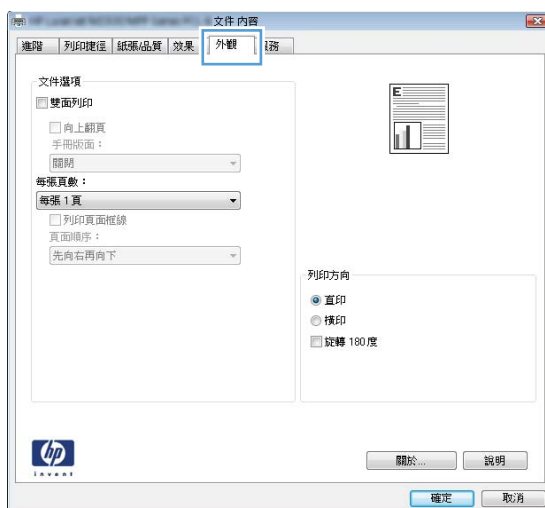 文件 內容
進階 列印捷徑 紙張/品質 效果 外觀 服務
文件選項
雙面列印
向上翻頁
手冊版面：
關閉
每張頁數：
每張 1 頁
列印頁面框線
頁面順序：
先向右再向下
E
列印方向
直印
橫印
旋轉 180 度
hp
invent
關於... 說明
確定 取消